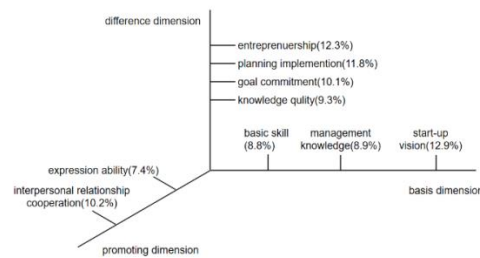 difference dimension
entreprenuership(12.3%)
planning implemention(11.8%)
goal commitment(10.1%)
knowledge qulity(9.3%)
basic skill
(8.8%)
management
knowledge(8.9%)
start-up
vision(12.9%)
expression ability(7.4%)
basis dimension
interpersonal relationship
cooperation(10.2%)
promoting dimension